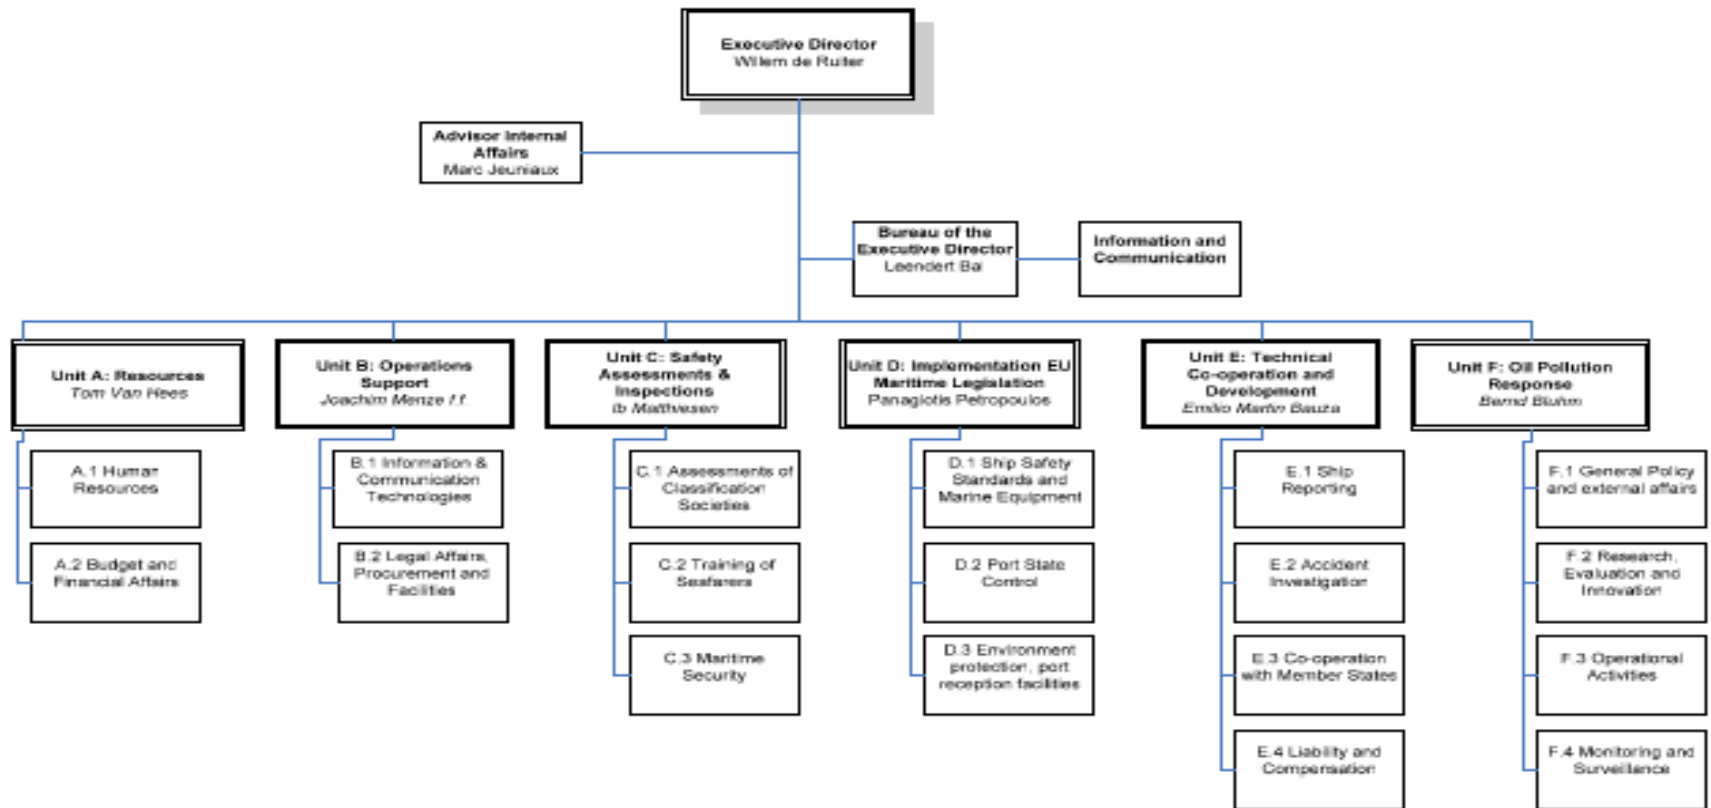 Executive Director
Willem de Ruiter
Advisor Internal
Affairs
Marc Jeuniaux
Bureau of the
Executive Director
Leendert Bal
Information and
Communication
Unit A: Resources
Tom Van Hees
Unit B: Operations
Support
Joachim Menze f.f.
Unit C: Safety
Assessments &
Inspections
Ib Matthiesen
Unit D: Implementation EU
Maritime Legislation
Panagiotis Petropoulos
Unit E: Technical
Co-operation and
Development
Emilio Martin Bauza
Unit F: Oil Pollution
Response
Bernd Bluhm
A.1 Human
Resources
A.2 Budget and
Financial Affairs
B.1 Information &
Communication
Technologies
B.2 Legal Affairs,
Procurement and
Facilities
C.1 Assessments of
Classification
Societies
C.2 Training of
Seafarers
C.3 Maritime
Security
D.1 Ship Safety
Standards and
Marine Equipment
D.2 Port State
Control
D.3 Environment
protection, port
reception facilities
E.1 Ship
Reporting
E.2 Accident
Investigation
E.3 Co-operation
with Member States
E.4 Liability and
Compensation
F.1 General Policy
and external affairs
F.2 Research,
Evaluation and
Innovation
F.3 Operational
Activities
F.4 Monitoring and
Surveillance